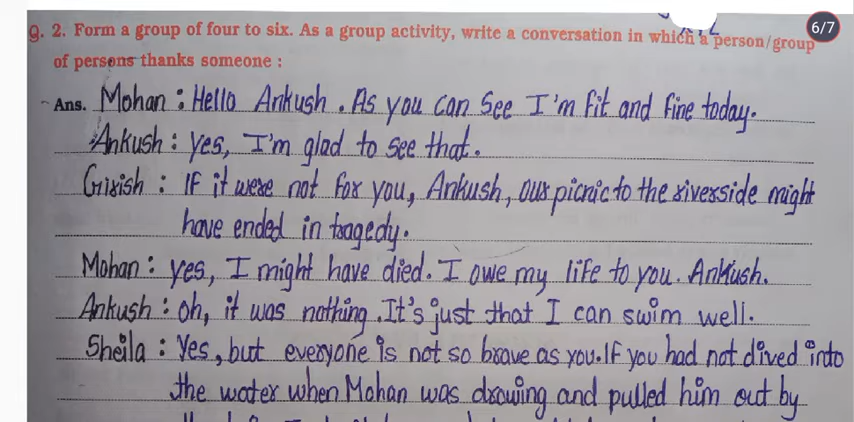 6/7
Q. 2. Form a group of four to six. As a group activity, write a conversation in which a person/group
of persons thanks someone :
Ans. Mohan : Hello Ankush . As you can see I'm fit and fine today.
Ankush : yes, I'm glad to see that.
Girish : If it were not for you, Ankush, our picnic to the riverside might
have ended in tragedy.
Mohan : yes, I might have died. I owe my life to you. Ankush.
Ankush : oh, it was nothing. It's just that I can swim well.
Sheila : Yes, but everyone is not so brave as you. If you had not dived into
the water when Mohan was drowing and pulled him out by